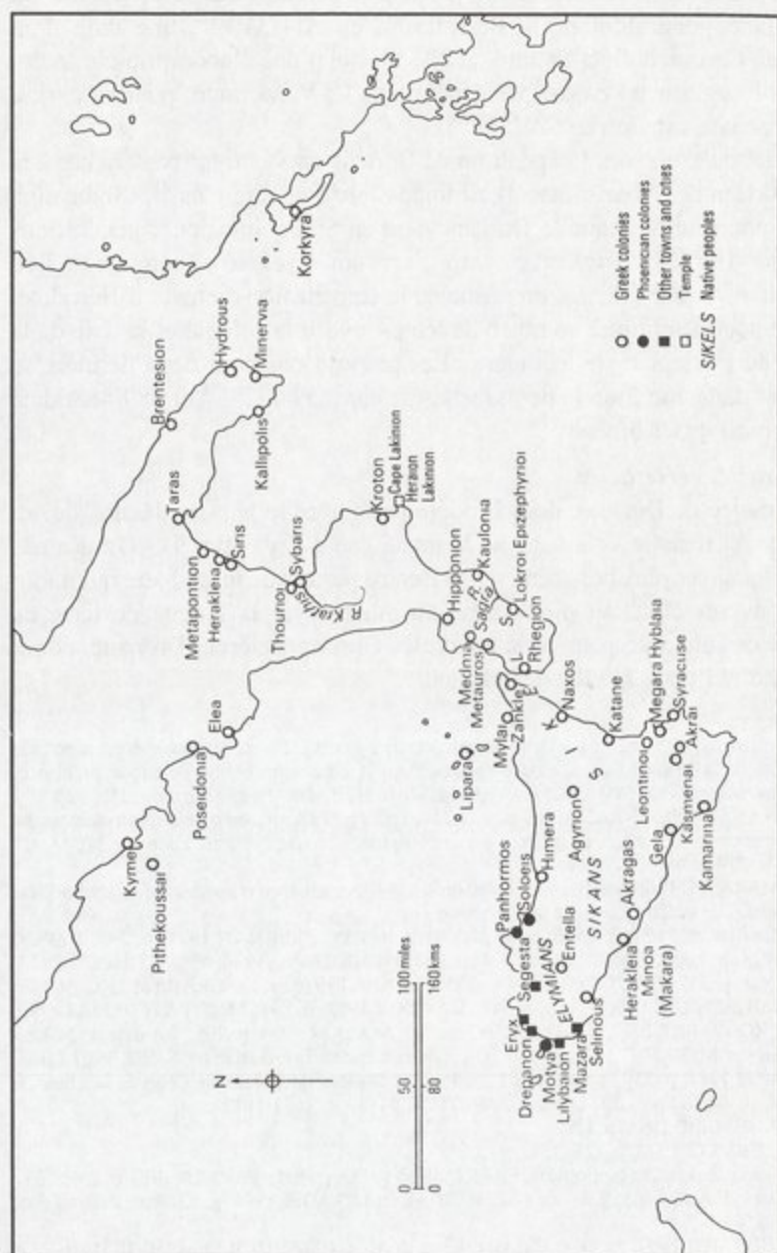 Korkyra
Brentesion
Hydrous
Minervia
Kallipolis
Taras
Metapontion
Herakleia
Siris
Sybaris
Thourioi
R. Krathis
Kroton
Cape Lakinion
Heraion
Lakinion
Hipponion
Kaulonia
R.
Sagra
Lokroi Epizephyrioi
Medma
Metauros
Rhegion
Zankle
Mylai
Lipara
Elea
Poseidonia
Kyme
Pithekoussai
Naxos
Katane
Leontinoi
Megara Hyblaia
Syracuse
Akrai
Kasmenai
Kamarina
Gela
SIKELS
Agyrion
SIKANS
Himera
Akragas
Herakleia
Minoa
(Makara)
Panhormos
Soloeis
Segesta
Entella
ELYMIANS
Eryx
Drepanon
Motya
Lilybaion
Mazara
Selinous
N
0 50 100 miles
0 80 160 kms
Greek colonies
Phoenician colonies
Other towns and cities
Temple
SIKELS Native peoples